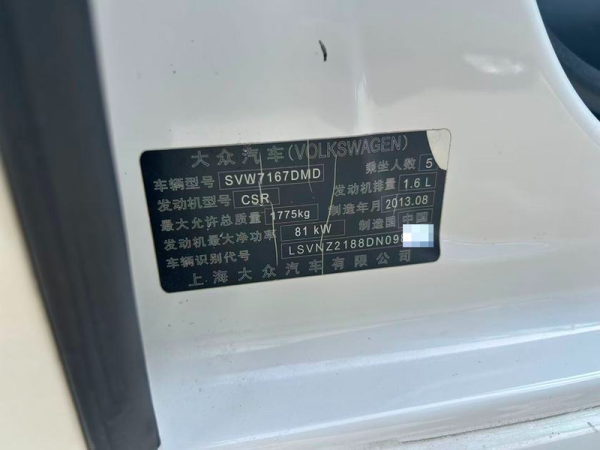 大众汽车(VOLKSWAGEN)
车辆型号 SVW7167DMD 乘坐人数 5
发动机型号 CSR 发动机排量 1.6 L
最大允许总质量 1775kg 制造年月 2013.08
发动机最大净功率 81 kW 制造国 中国
车辆识别代号 LSVNZ2188DN09
上海大众汽车有限公司